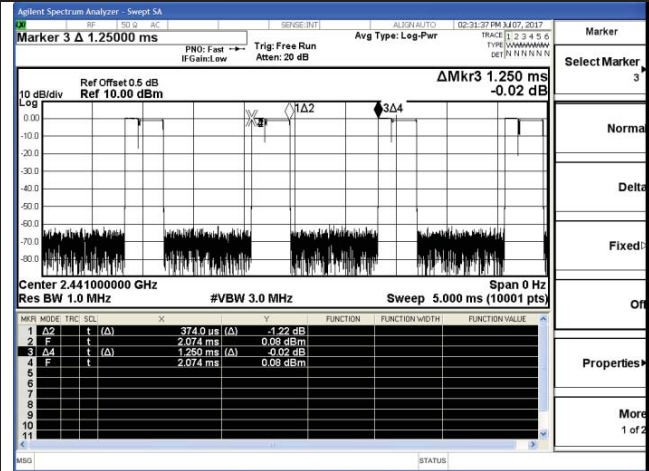 Agilent Spectrum Analyzer - Swept SA
LXI RF 50 Ω AC SENSE:INT ALIGN AUTO 02:31:37 PM Jul 07, 2017
Marker 3 Δ 1.25000 ms
PNO: Fast
IFGain:Low
Trig: Free Run
Atten: 20 dB
Avg Type: Log-Pwr
TRACE 1 2 3 4 5 6
TYPE WWWWWW
DET N N N N N N
Ref Offset 0.5 dB
10 dB/div Ref 10.00 dBm
ΔMkr3 1.250 ms
-0.02 dB
Log
1Δ2
3Δ4
0.00
-10.0
-20.0
-30.0
-40.0
-50.0
-60.0
-70.0
-80.0
Center 2.441000000 GHz Span 0 Hz
Res BW 1.0 MHz #VBW 3.0 MHz Sweep 5.000 ms (10001 pts)
MKR MODE TRC SCL X Y FUNCTION FUNCTION WIDTH FUNCTION VALUE
1 Δ2 t (Δ) 374.0 us (Δ) -1.22 dB
2 F t 2.074 ms 0.08 dBm
3 Δ4 t (Δ) 1.250 ms (Δ) -0.02 dB
4 F t 2.074 ms 0.08 dBm
5
6
7
8
9
10
11
MSG STATUS
Marker
Select Marker
3
Normal
Delta
Fixed
Off
Properties
More
1 of 2